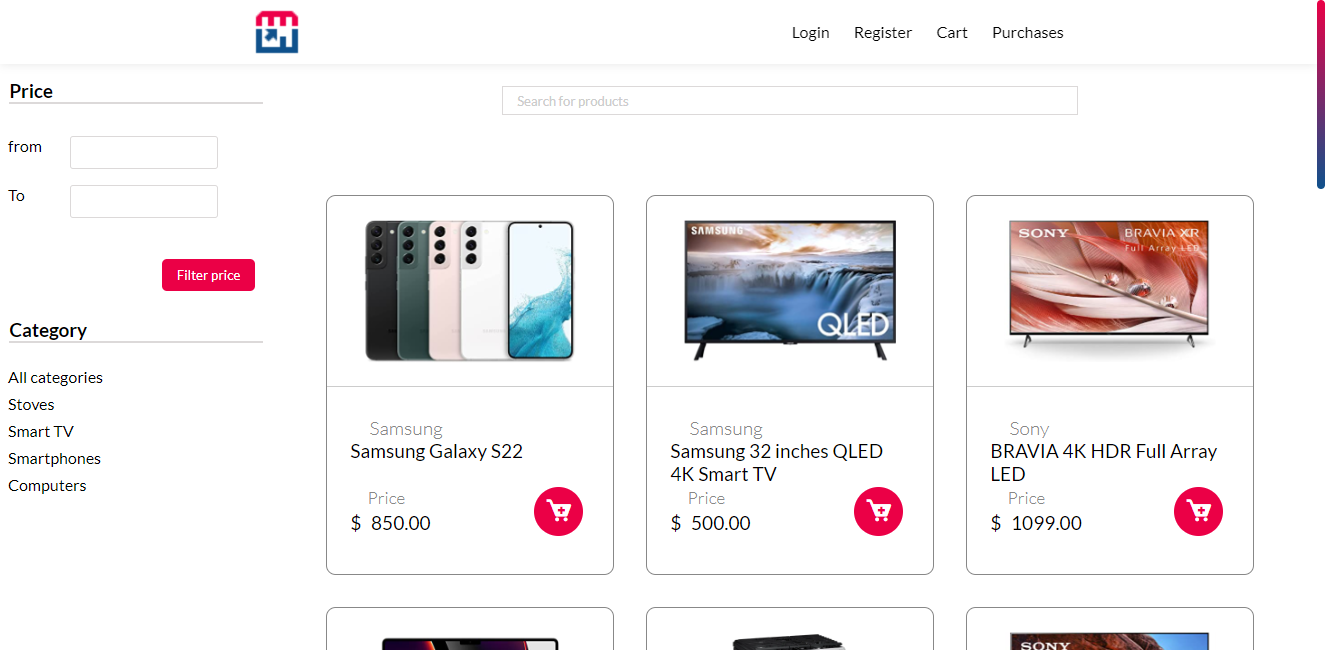 Login Register Cart Purchases
Price
Search for products
from
To
Filter price
Category
All categories
Stoves
Smart TV
Smartphones
Computers
SAMSUNG
QLED
SONY BRAVIA XR
Full Array LED
Samsung
Samsung Galaxy S22
Price
$ 850.00
Samsung
Samsung 32 inches QLED
4K Smart TV
Price
$ 500.00
Sony
BRAVIA 4K HDR Full Array
LED
Price
$ 1099.00
SONY